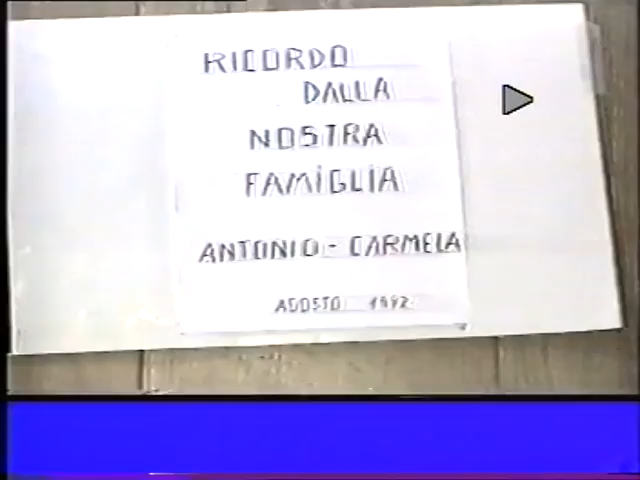 RICORDO
DALLA
NOSTRA
FAMiGLiA
ANTONIO - CARMELA
AGOSTO 1992